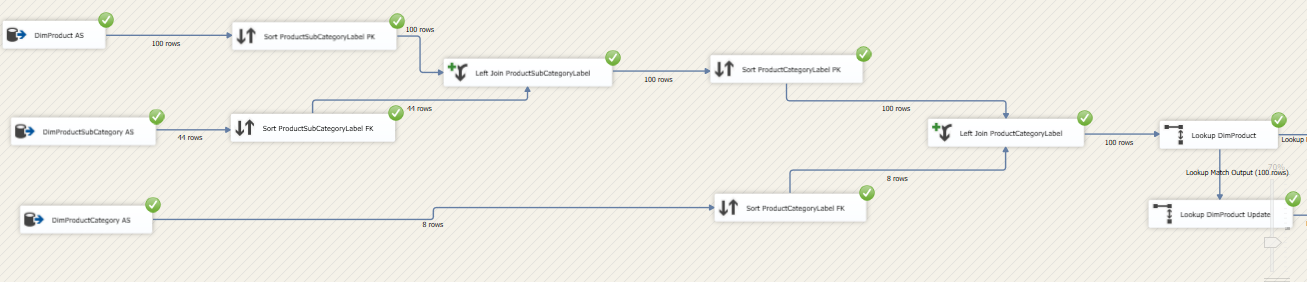 DimProduct AS
100 rows
Sort ProductSubCategoryLabel PK
100 rows
Left Join ProductSubCategoryLabel
100 rows
Sort ProductCategoryLabel PK
100 rows
DimProductSubCategory AS
44 rows
Sort ProductSubCategoryLabel FK
44 rows
Left Join ProductCategoryLabel
100 rows
Lookup DimProduct
Lookup
Lookup Match Output (100 rows)
70%
DimProductCategory AS
8 rows
Sort ProductCategoryLabel FK
8 rows
Lookup DimProduct Update